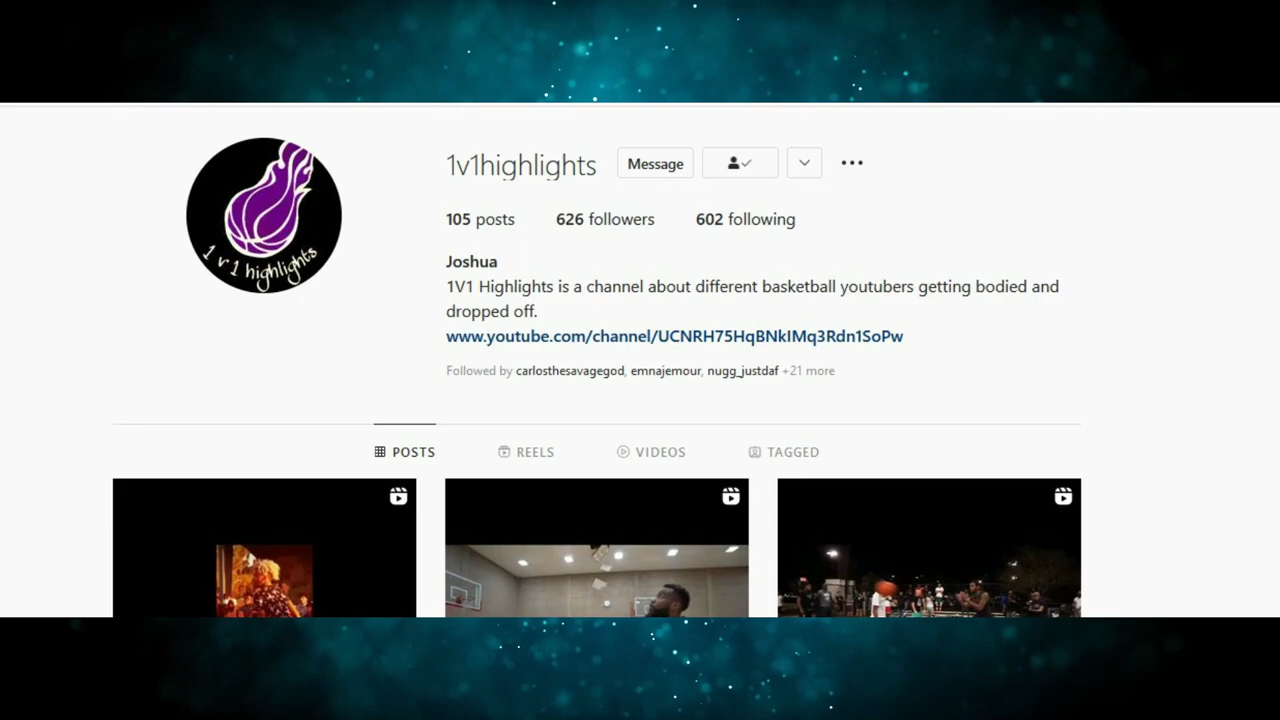 1v1highlights Message
105 posts 626 followers 602 following
Joshua
1V1 Highlights is a channel about different basketball youtubers getting bodied and
dropped off.
www.youtube.com/channel/UCNRH75HqBNkIMq3Rdn1SoPw
Followed by carlosthesavagegod, emnajemour, nugg_justdaf +21 more
1 v 1 highlights
POSTS REELS VIDEOS TAGGED